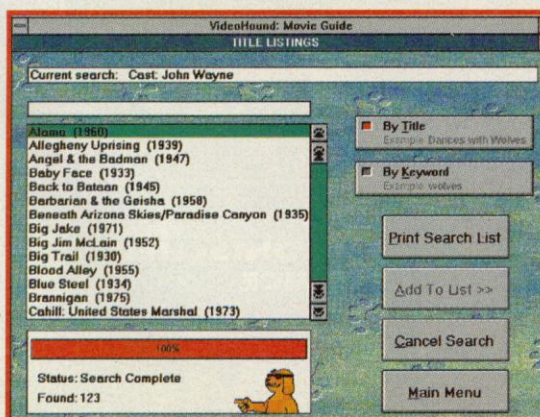 VideoHound: Movie Guide
TITLE LISTINGS
Current search: Cast: John Wayne
Alamo (1960)
Allegheny Uprising (1939)
Angel & the Badman (1947)
Baby Face (1933)
Back to Bataan (1945)
Barbarian & the Geisha (1958)
Beneath Arizona Skies/Paradise Canyon (1935)
Big Jake (1971)
Big Jim McLain (1952)
Big Trail (1930)
Blood Alley (1955)
Blue Steel (1934)
Brannigan (1975)
Cahill: United States Marshal (1973)
100%
Status: Search Complete
Found: 123
By Title
Example: Dances with Wolves
By Keyword
Example: wolves
Print Search List
Add To List >>
Cancel Search
Main Menu